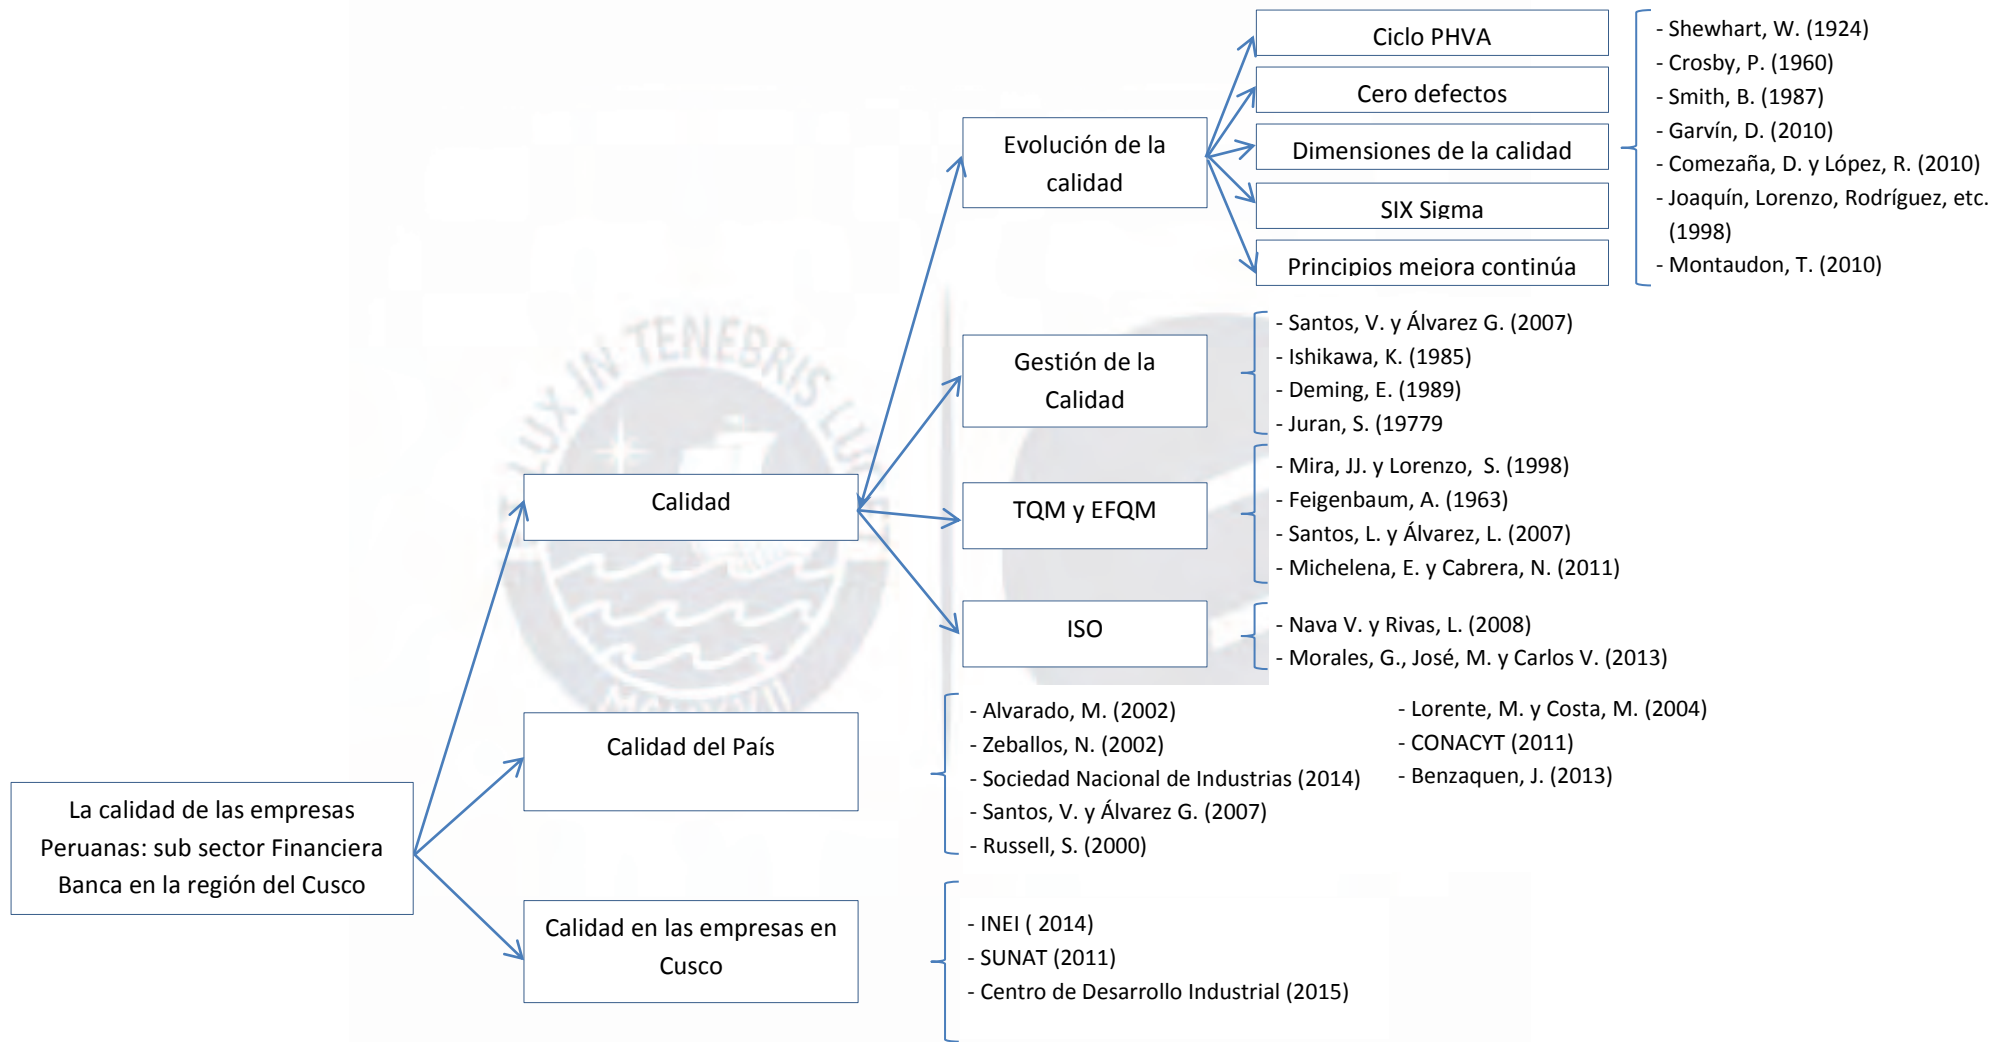 Ciclo PHVA
Cero defectos
Dimensiones de la calidad
SIX Sigma
Principios mejora continúa
- Shewhart, W. (1924)
- Crosby, P. (1960)
- Smith, B. (1987)
- Garvín, D. (2010)
- Comezaña, D. y López, R. (2010)
- Joaquín, Lorenzo, Rodríguez, etc.
(1998)
- Montaudon, T. (2010)
Evolución de la
calidad
Gestión de la
Calidad
- Santos, V. y Álvarez G. (2007)
- Ishikawa, K. (1985)
- Deming, E. (1989)
- Juran, S. (19779
TQM y EFQM
- Mira, JJ. y Lorenzo, S. (1998)
- Feigenbaum, A. (1963)
- Santos, L. y Álvarez, L. (2007)
- Michelena, E. y Cabrera, N. (2011)
ISO
- Nava V. y Rivas, L. (2008)
- Morales, G., José, M. y Carlos V. (2013)
Calidad
Calidad del País
- Alvarado, M. (2002)
- Zeballos, N. (2002)
- Sociedad Nacional de Industrias (2014)
- Santos, V. y Álvarez G. (2007)
- Russell, S. (2000)
- Lorente, M. y Costa, M. (2004)
- CONACYT (2011)
- Benzaquen, J. (2013)
La calidad de las empresas
Peruanas: sub sector Financiera
Banca en la región del Cusco
Calidad en las empresas en
Cusco
- INEI ( 2014)
- SUNAT (2011)
- Centro de Desarrollo Industrial (2015)
LUX IN TENEBRIS